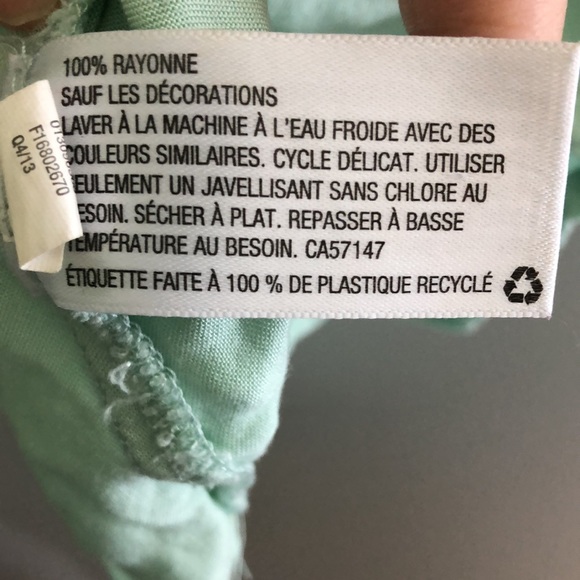 100% RAYONNE
SAUF LES DÉCORATIONS
LAVER À LA MACHINE À L'EAU FROIDE AVEC DES
COULEURS SIMILAIRES. CYCLE DÉLICAT. UTILISER
SEULEMENT UN JAVELLISANT SANS CHLORE AU
BESOIN. SÉCHER À PLAT. REPASSER À BASSE
TEMPÉRATURE AU BESOIN. CA57147
ÉTIQUETTE FAITE À 100 % DE PLASTIQUE RECYCLÉ
F16802670
Q4/13